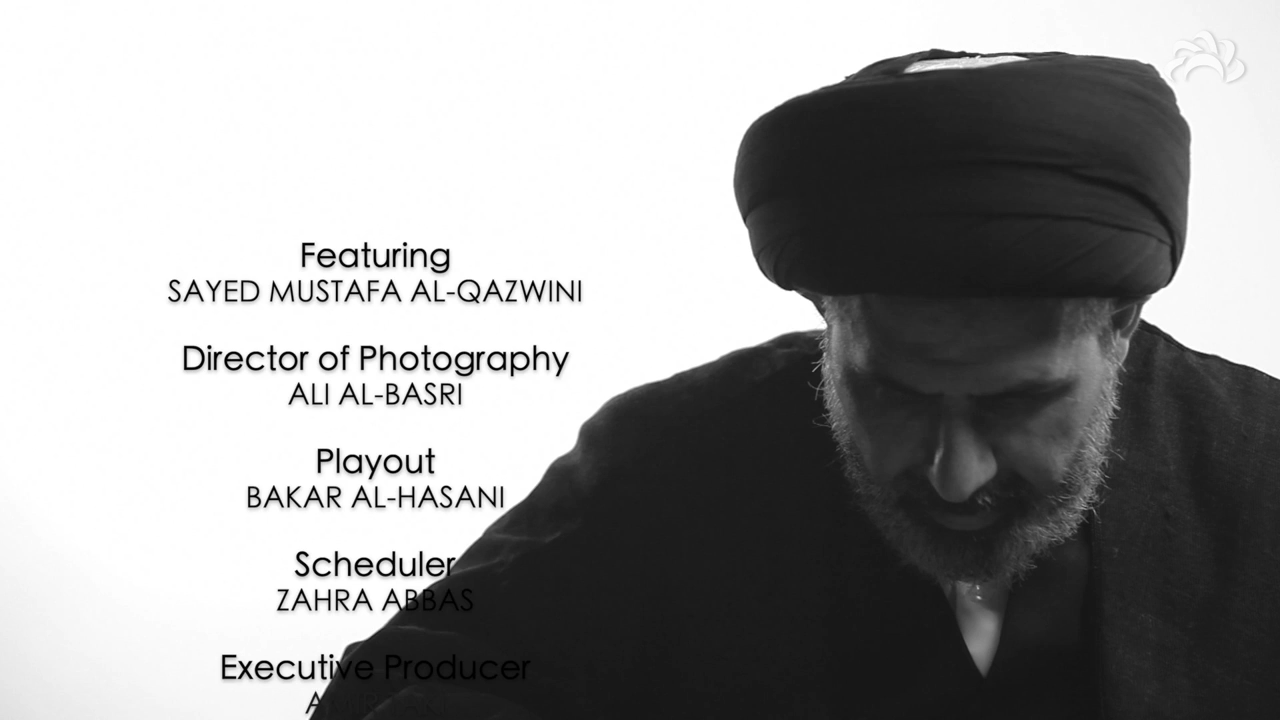 Featuring
SAYED MUSTAFA AL-QAZWINI
Director of Photography
ALI AL-BASRI
Playout
BAKAR AL-HASANI
Scheduler
ZAHRA ABBAS
Executive Producer